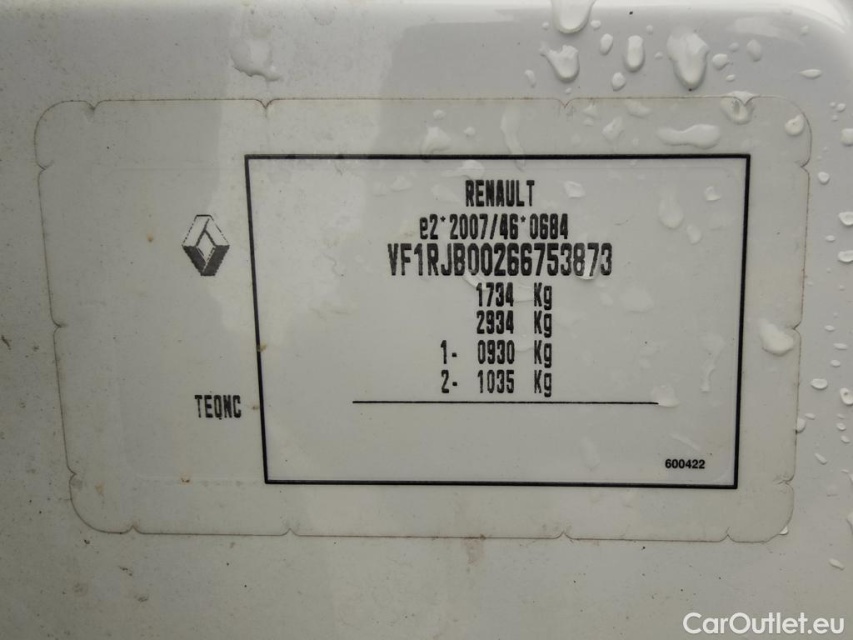 RENAULT
e2*2007/46*0684
VF1RJB00266753873
1734 Kg
2934 Kg
1- 0930 Kg
2- 1035 Kg
TEQNC
600422
CarOutlet.eu